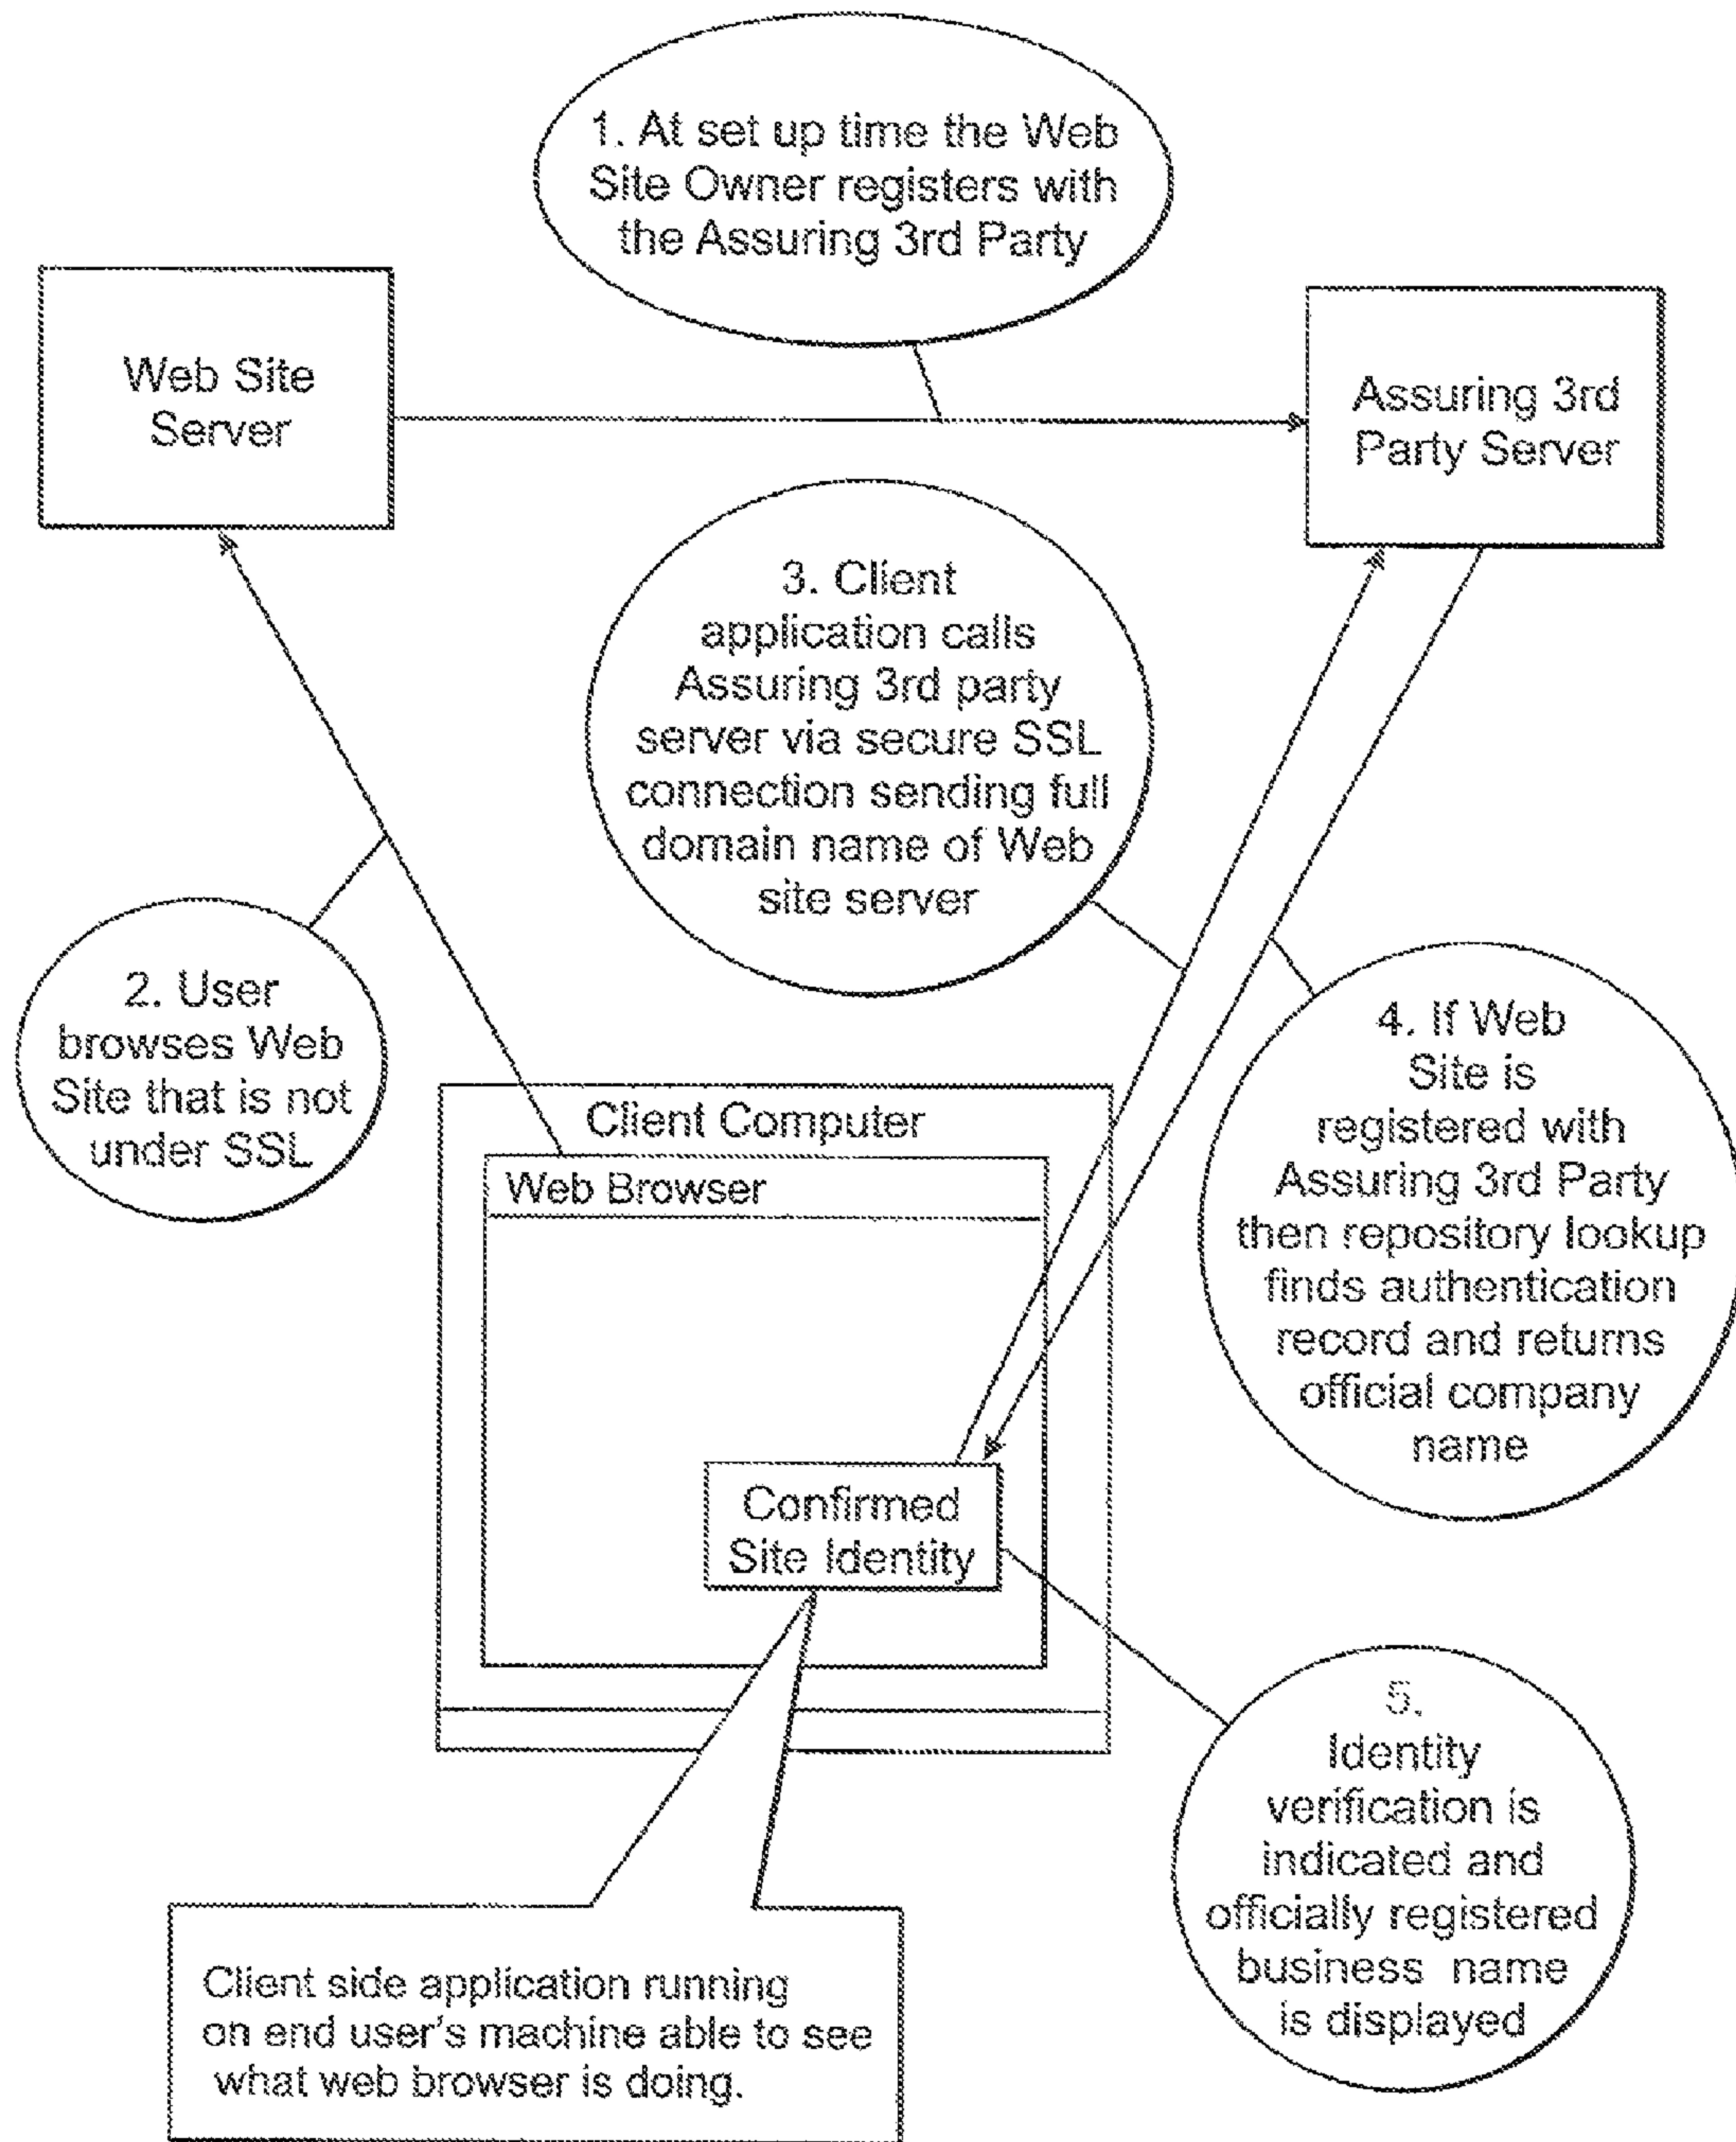 1. At set up time the Web
Site Owner registers with
the Assuring 3rd Party
Web Site
Server
Assuring 3rd
Party Server
3. Client
application calls
Assuring 3rd party
server via secure SSL
connection sending full
domain name of Web
site server
2. User
browses Web
Site that is not
under SSL
4. If Web
Site is
registered with
Assuring 3rd Party
then repository lookup
finds authentication
record and returns
official company
name
Client Computer
Web Browser
Confirmed
Site Identity
5.
Identity
verification is
indicated and
officially registered
business name
is displayed
Client side application running
on end user's machine able to see
what web browser is doing.